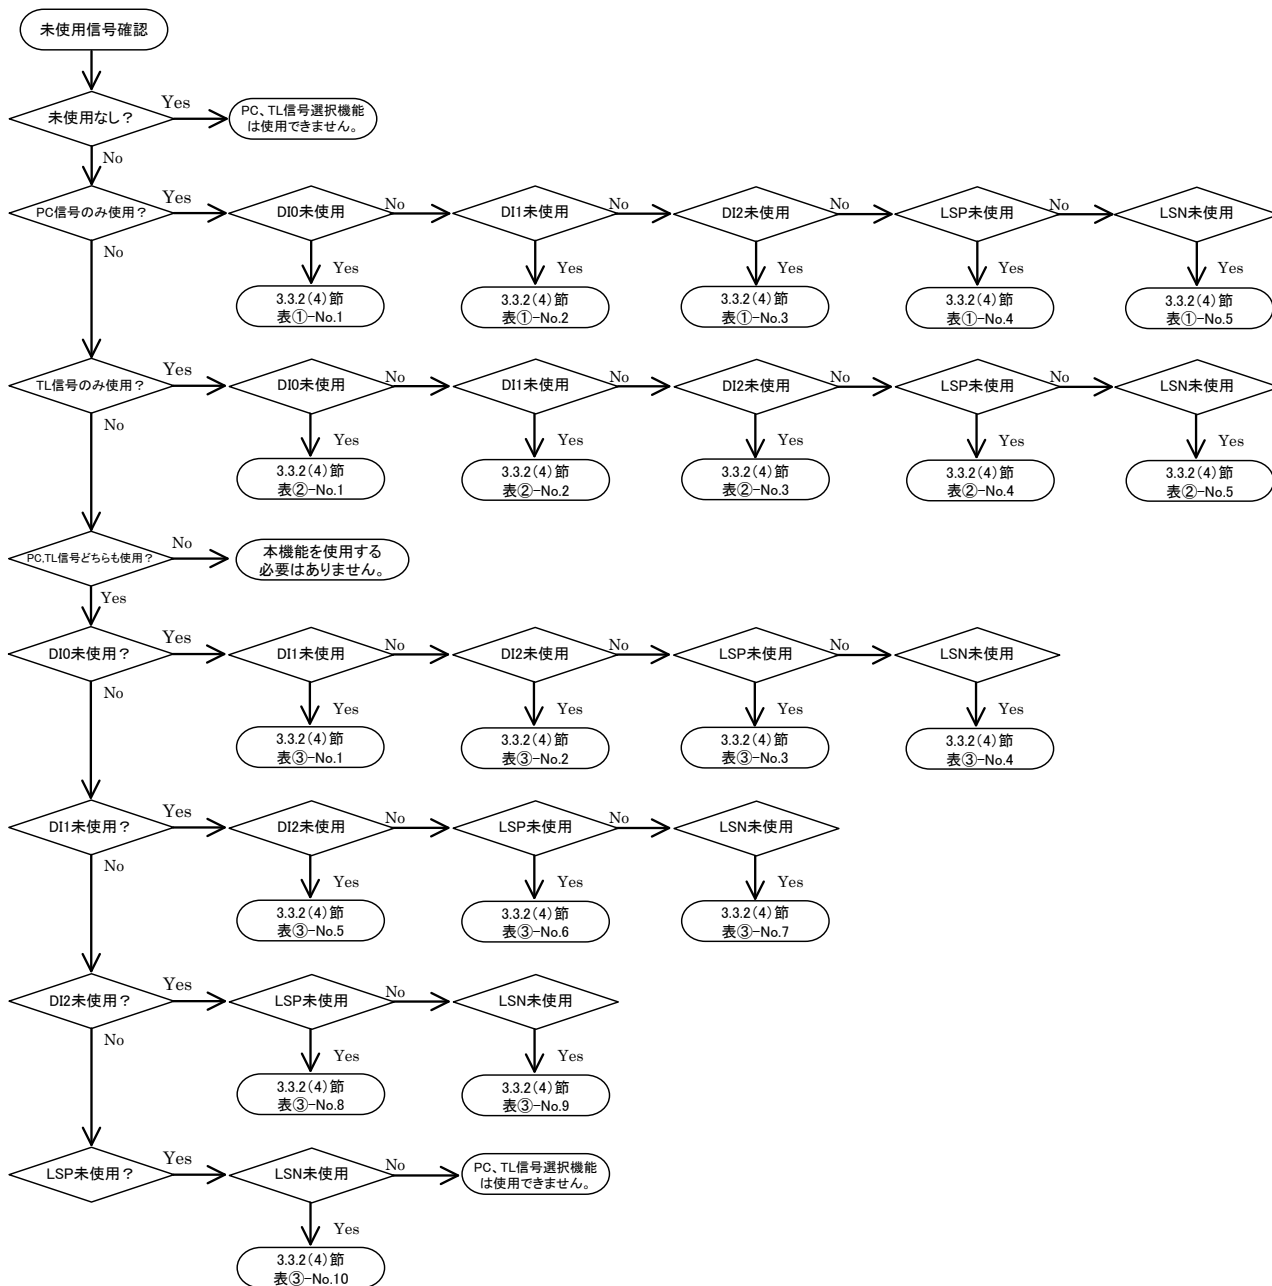 未使用信号確認
未使用なし?
Yes
PC、TL信号選択機能
は使用できません。
No
PC信号のみ使用?
Yes
DI0未使用
No
DI1未使用
No
DI2未使用
No
LSP未使用
No
LSN未使用
No
Yes
Yes
Yes
Yes
Yes
3.3.2(4)節
表①-No.1
3.3.2(4)節
表①-No.2
3.3.2(4)節
表①-No.3
3.3.2(4)節
表①-No.4
3.3.2(4)節
表①-No.5
TL信号のみ使用?
Yes
DI0未使用
No
DI1未使用
No
DI2未使用
No
LSP未使用
No
LSN未使用
No
Yes
Yes
Yes
Yes
Yes
3.3.2(4)節
表②-No.1
3.3.2(4)節
表②-No.2
3.3.2(4)節
表②-No.3
3.3.2(4)節
表②-No.4
3.3.2(4)節
表②-No.5
PC,TL信号どちらも使用?
No
本機能を使用する
必要はありません。
Yes
DI0未使用?
Yes
DI1未使用
No
DI2未使用
No
LSP未使用
No
LSN未使用
No
Yes
Yes
Yes
Yes
3.3.2(4)節
表③-No.1
3.3.2(4)節
表③-No.2
3.3.2(4)節
表③-No.3
3.3.2(4)節
表③-No.4
DI1未使用?
Yes
DI2未使用
No
LSP未使用
No
LSN未使用
No
Yes
Yes
Yes
3.3.2(4)節
表③-No.5
3.3.2(4)節
表③-No.6
3.3.2(4)節
表③-No.7
DI2未使用?
Yes
LSP未使用
No
LSN未使用
No
Yes
Yes
3.3.2(4)節
表③-No.8
3.3.2(4)節
表③-No.9
LSP未使用?
Yes
LSN未使用
No
PC、TL信号選択機能
は使用できません。
Yes
3.3.2(4)節
表③-No.10